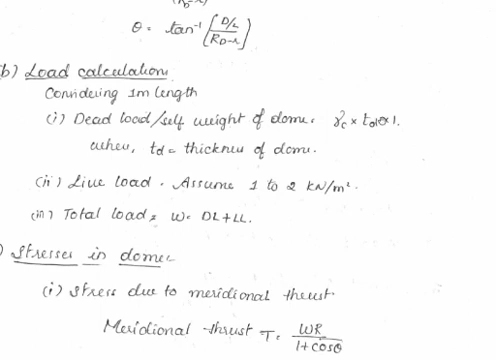 θ = tan⁻¹ [(D/2)/(R_D-r)]
b) Load calculation
Considering 1m length
(i) Dead load/self weight of dome = γc × td × 1.
when, td = thickness of dome.
(ii) Live load. Assume 1 to 2 kN/m².
(iii) Total load = W = DL+LL.
) Stresses in dome:
(i) Stress due to meridional thrust.
Meridional thrust T = WR/(1+cosθ)